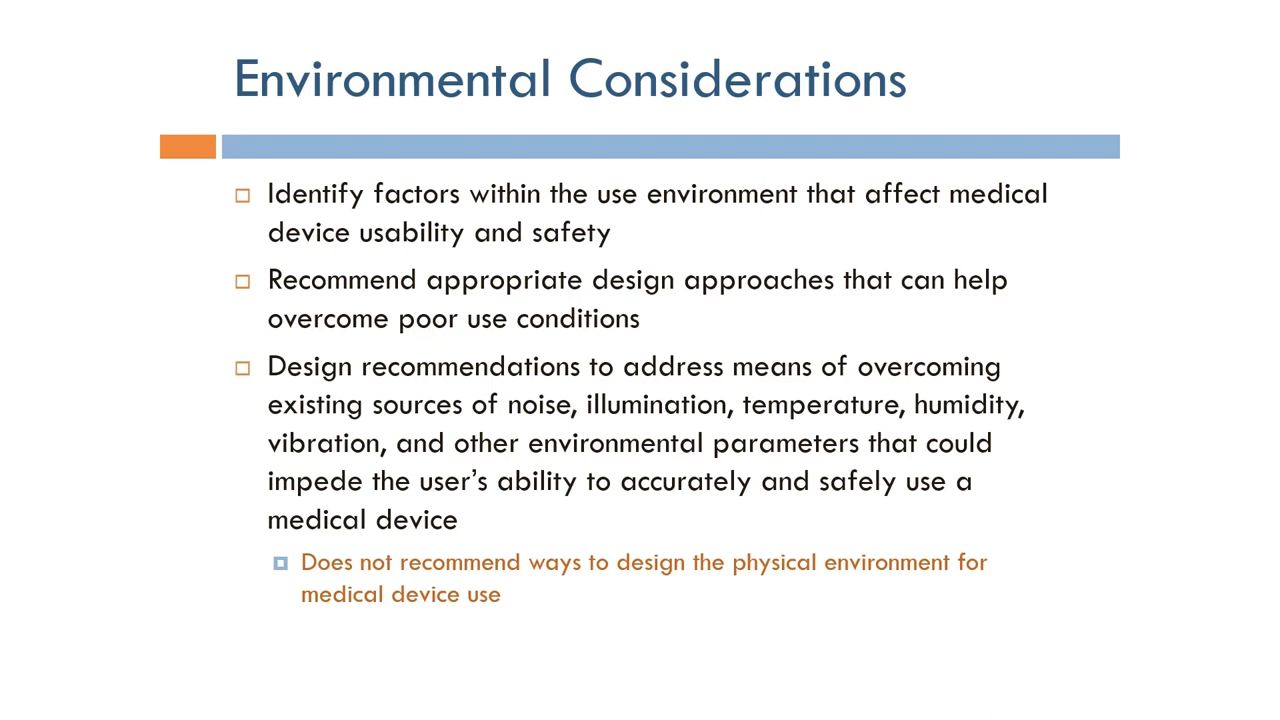 Environmental Considerations
Identify factors within the use environment that affect medical
device usability and safety
Recommend appropriate design approaches that can help
overcome poor use conditions
Design recommendations to address means of overcoming
existing sources of noise, illumination, temperature, humidity,
vibration, and other environmental parameters that could
impede the user’s ability to accurately and safely use a
medical device
Does not recommend ways to design the physical environment for
medical device use